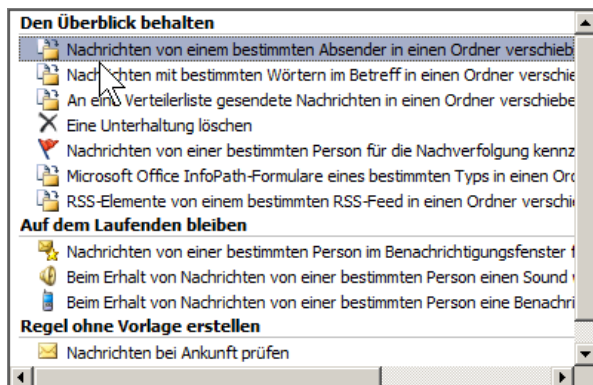 Den Überblick behalten
Nachrichten von einem bestimmten Absender in einen Ordner verschieb
Nachrichten mit bestimmten Wörtern im Betreff in einen Ordner verschie
An eine Verteilerliste gesendete Nachrichten in einen Ordner verschiebe
Eine Unterhaltung löschen
Nachrichten von einer bestimmten Person für die Nachverfolgung kennz
Microsoft Office InfoPath-Formulare eines bestimmten Typs in einen Ord
RSS-Elemente von einem bestimmten RSS-Feed in einen Ordner verschie
Auf dem Laufenden bleiben
Nachrichten von einer bestimmten Person im Benachrichtigungsfenster
Beim Erhalt von Nachrichten von einer bestimmten Person einen Sound
Beim Erhalt von Nachrichten von einer bestimmten Person eine Benachri
Regel ohne Vorlage erstellen
Nachrichten bei Ankunft prüfen